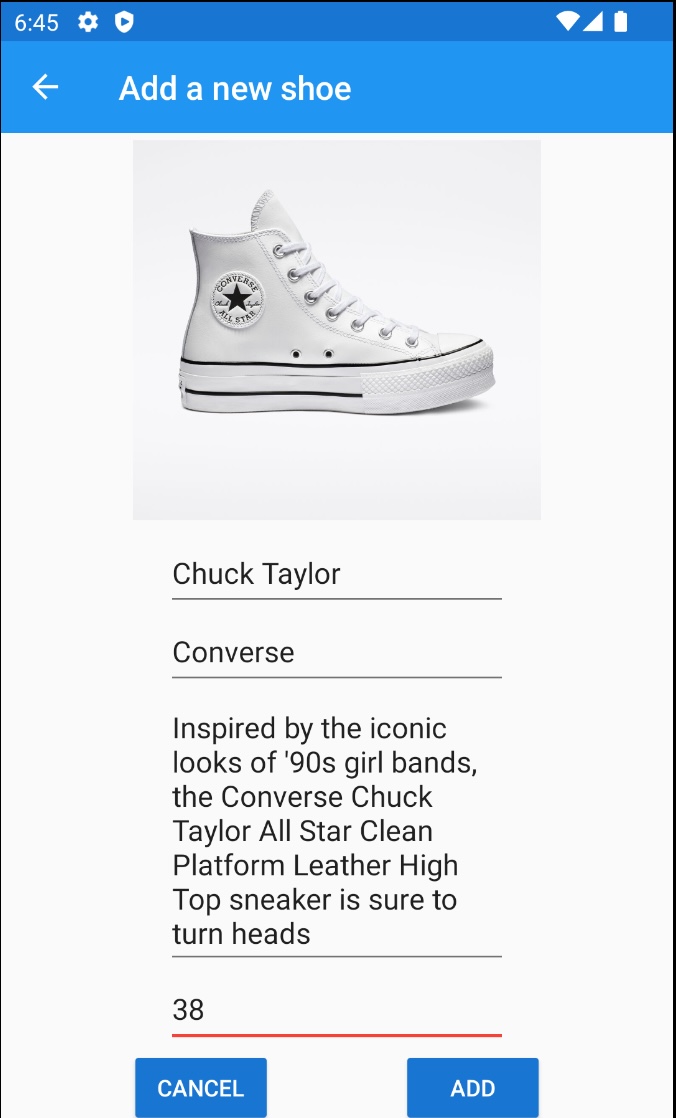 6:45
Add a new shoe
CONVERSE
ALL STAR
Chuck Taylor
Converse
Inspired by the iconic
looks of '90s girl bands,
the Converse Chuck
Taylor All Star Clean
Platform Leather High
Top sneaker is sure to
turn heads
38
CANCEL ADD